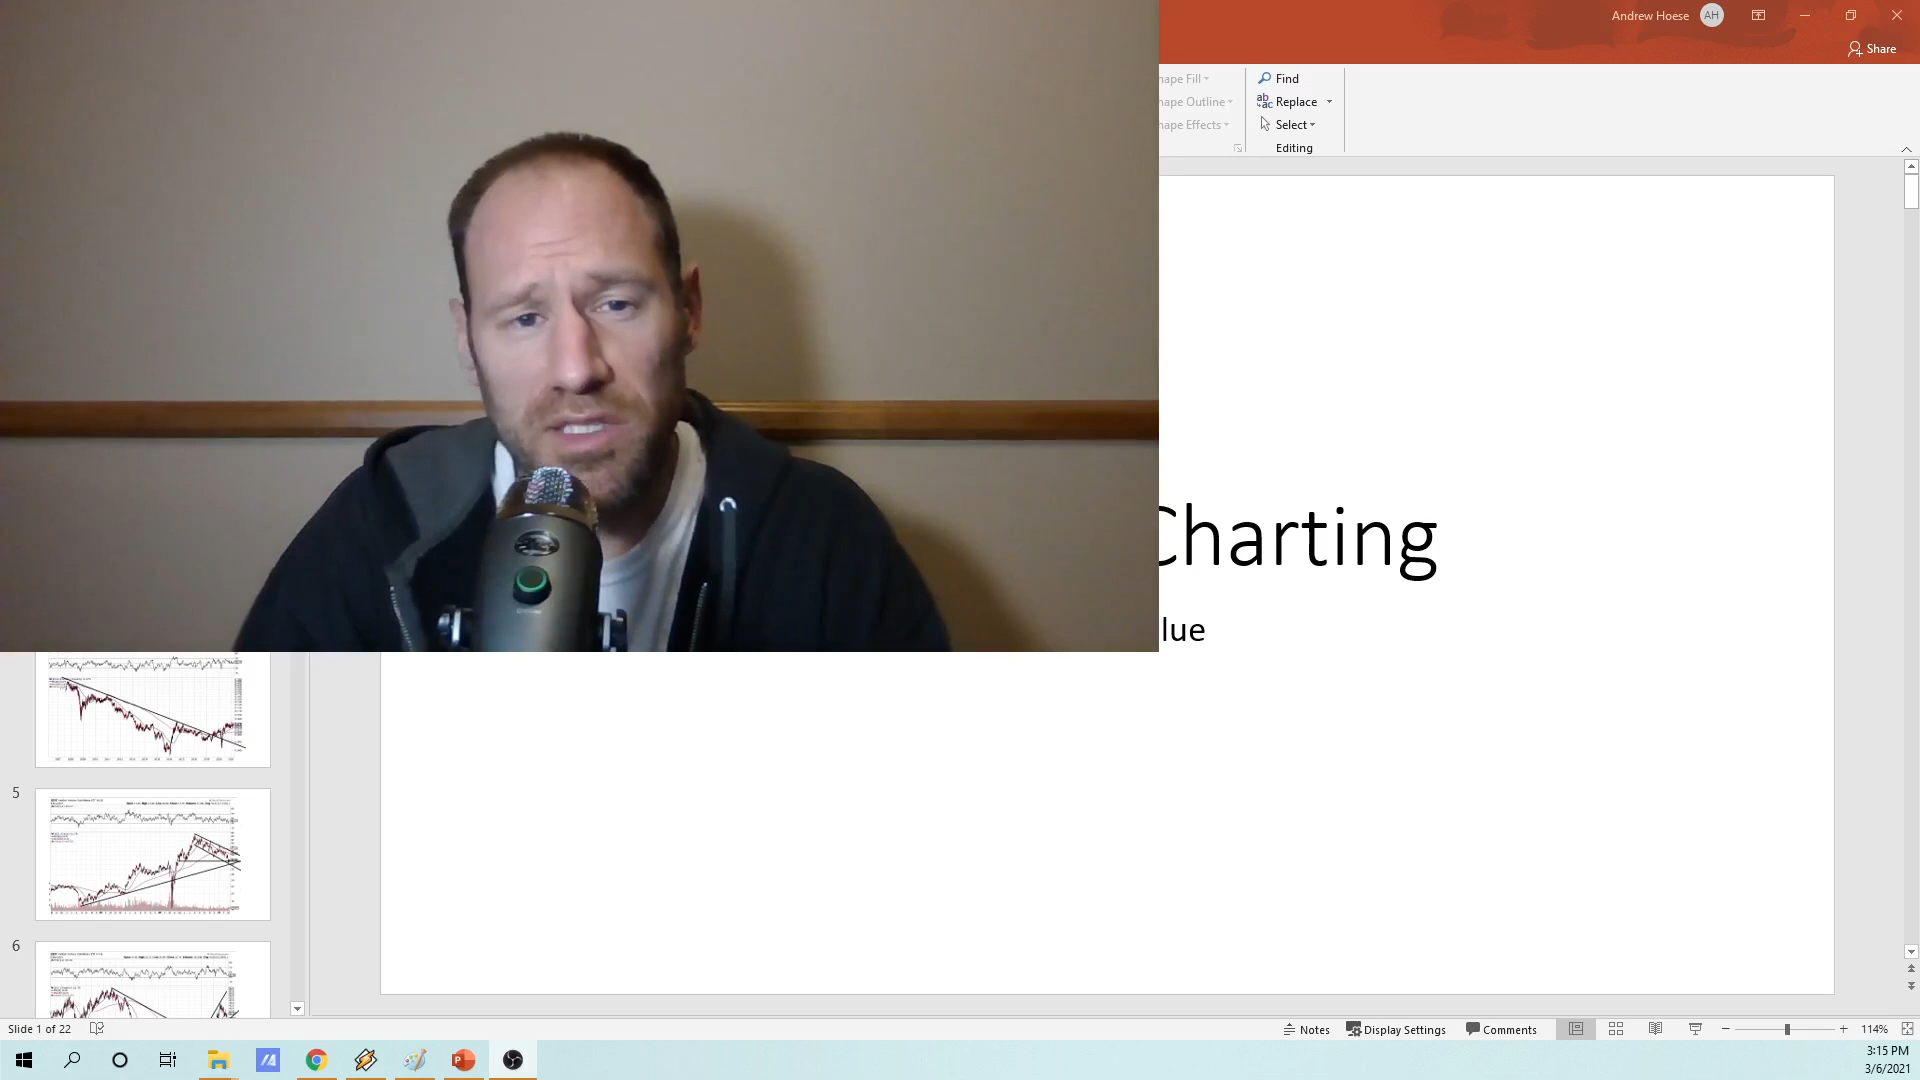 Andrew Hoese AH
Share
hape Fill
hape Outline
hape Effects
Find
Replace
Select
Editing
Charting
lue
5
6
Slide 1 of 22
Notes
Display Settings
Comments
114%
3:15 PM
3/6/2021